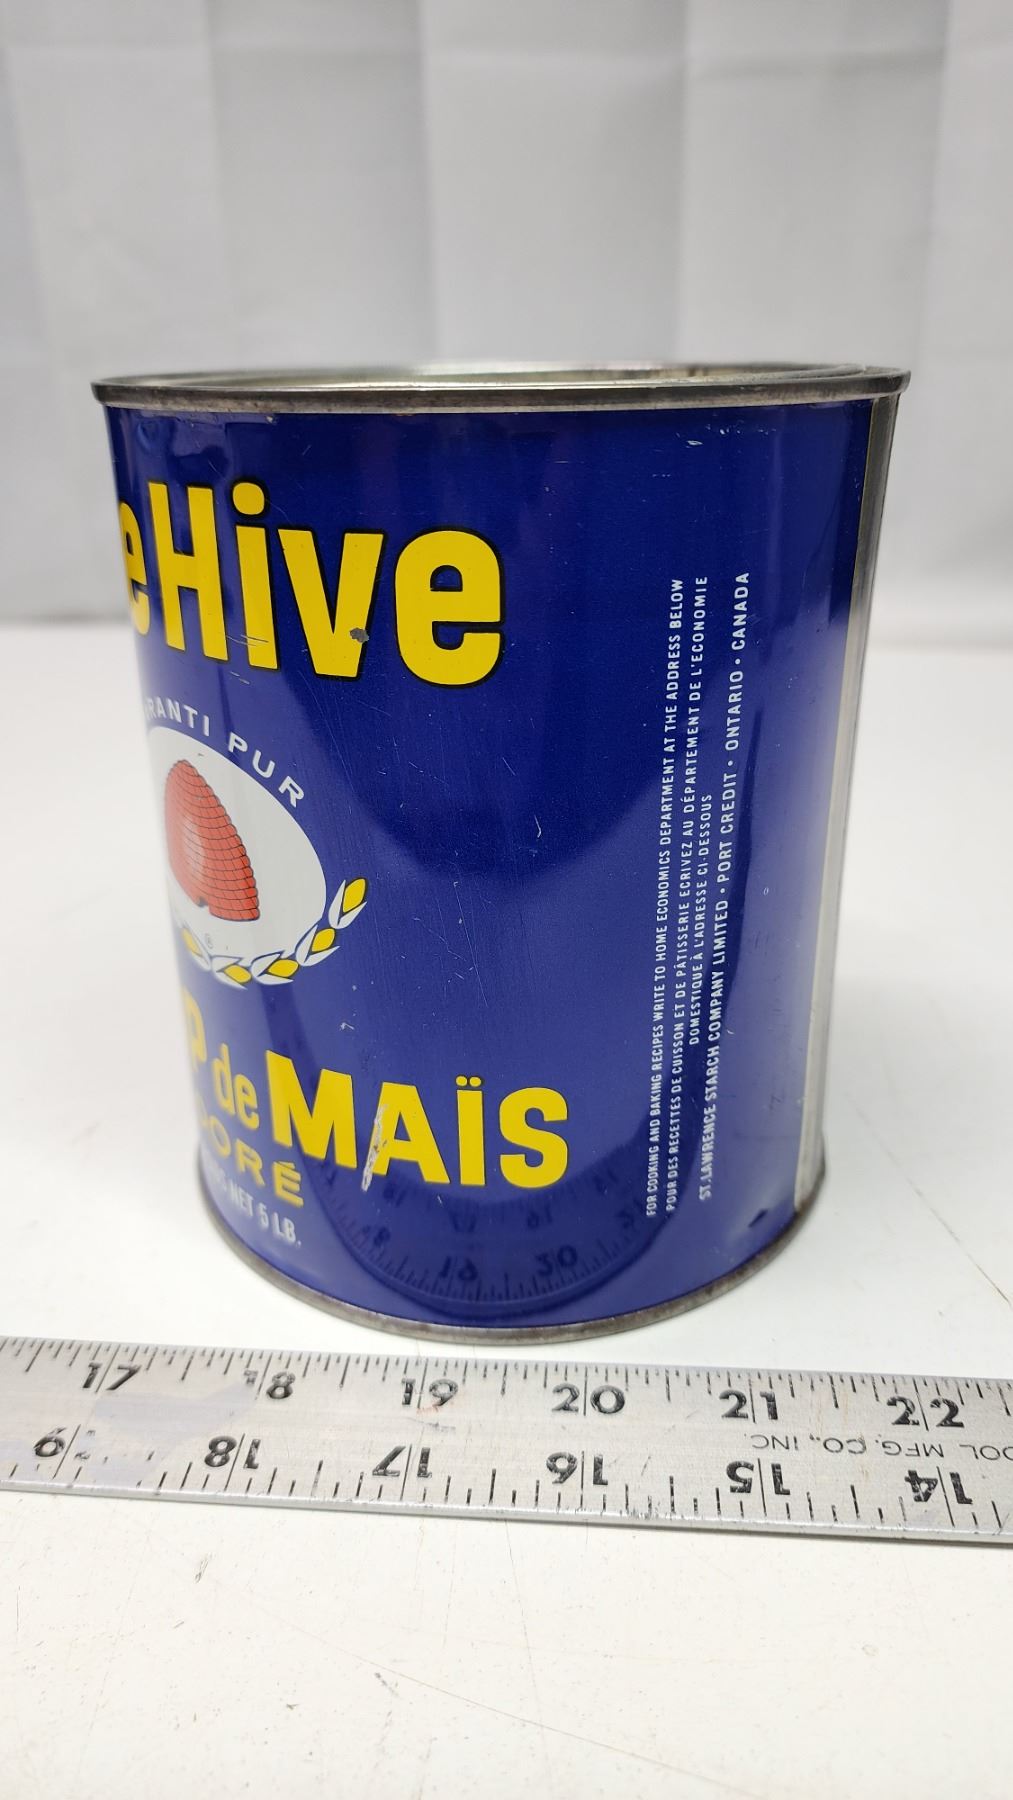 eHive
RANTI PUR
®
P de MAÏS
DORÉ
NET 5 LB.
FOR COOKING AND BAKING RECIPES WRITE TO HOME ECONOMICS DEPARTMENT AT THE ADDRESS BELOW
POUR DES RECETTES DE CUISSON ET DE PÂTISSERIE ECRIVEZ AU DÉPARTEMENT DE L'ECONOMIE
DOMESTIQUE À L'ADRESSE CI-DESSOUS
ST. LAWRENCE STARCH COMPANY LIMITED • PORT CREDIT • ONTARIO • CANADA
17 18 19 20 21 22
OOL MFG. CO., INC.
14 15 16 17 18